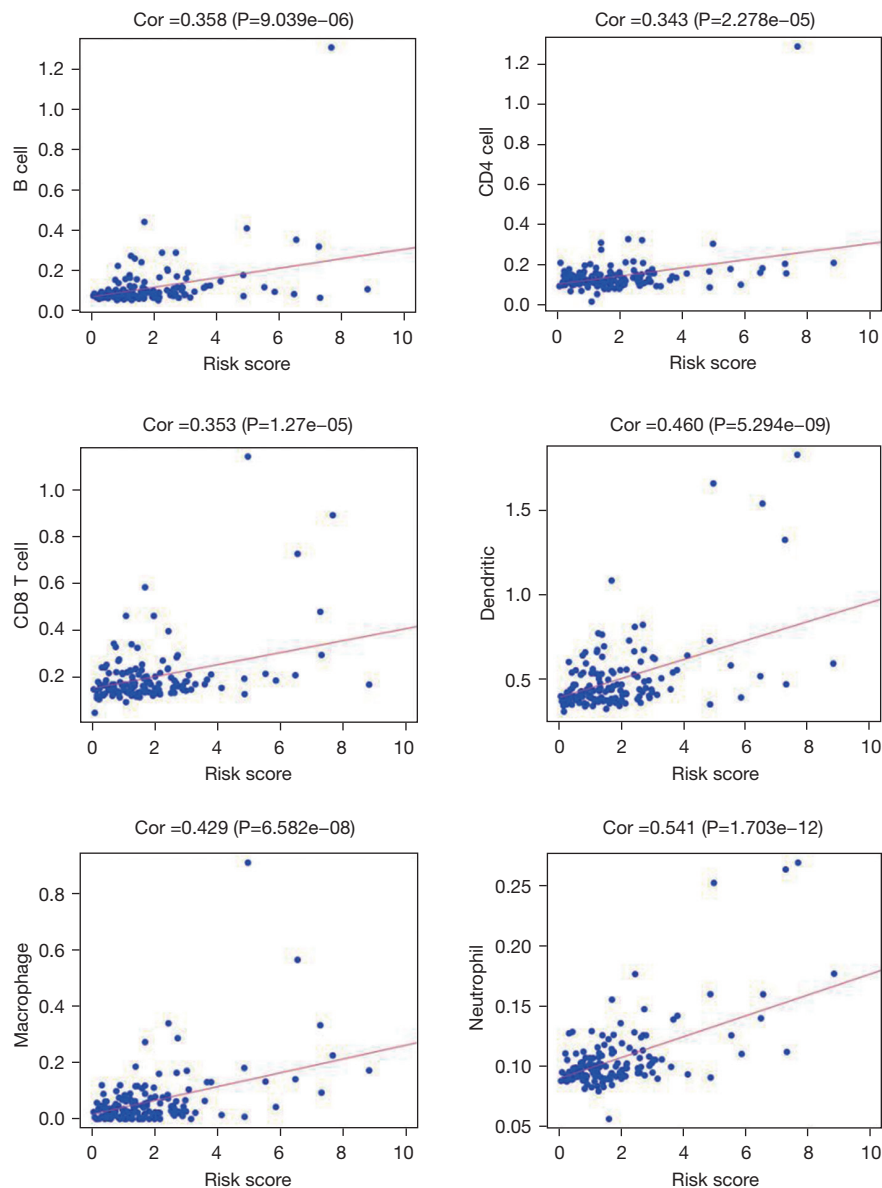 Cor =0.358 (P=9.039e−06)
1.2
1.0
0.8
0.6
0.4
0.2
0.0
B cell
0 2 4 6 8 10
Risk score
Cor =0.343 (P=2.278e−05)
1.2
1.0
0.8
0.6
0.4
0.2
0.0
CD4 cell
0 2 4 6 8 10
Risk score
Cor =0.353 (P=1.27e−05)
1.0
0.8
0.6
0.4
0.2
CD8 T cell
0 2 4 6 8 10
Risk score
Cor =0.460 (P=5.294e−09)
1.5
1.0
0.5
Dendritic
0 2 4 6 8 10
Risk score
Cor =0.429 (P=6.582e−08)
0.8
0.6
0.4
0.2
0.0
Macrophage
0 2 4 6 8 10
Risk score
Cor =0.541 (P=1.703e−12)
0.25
0.20
0.15
0.10
0.05
Neutrophil
0 2 4 6 8 10
Risk score